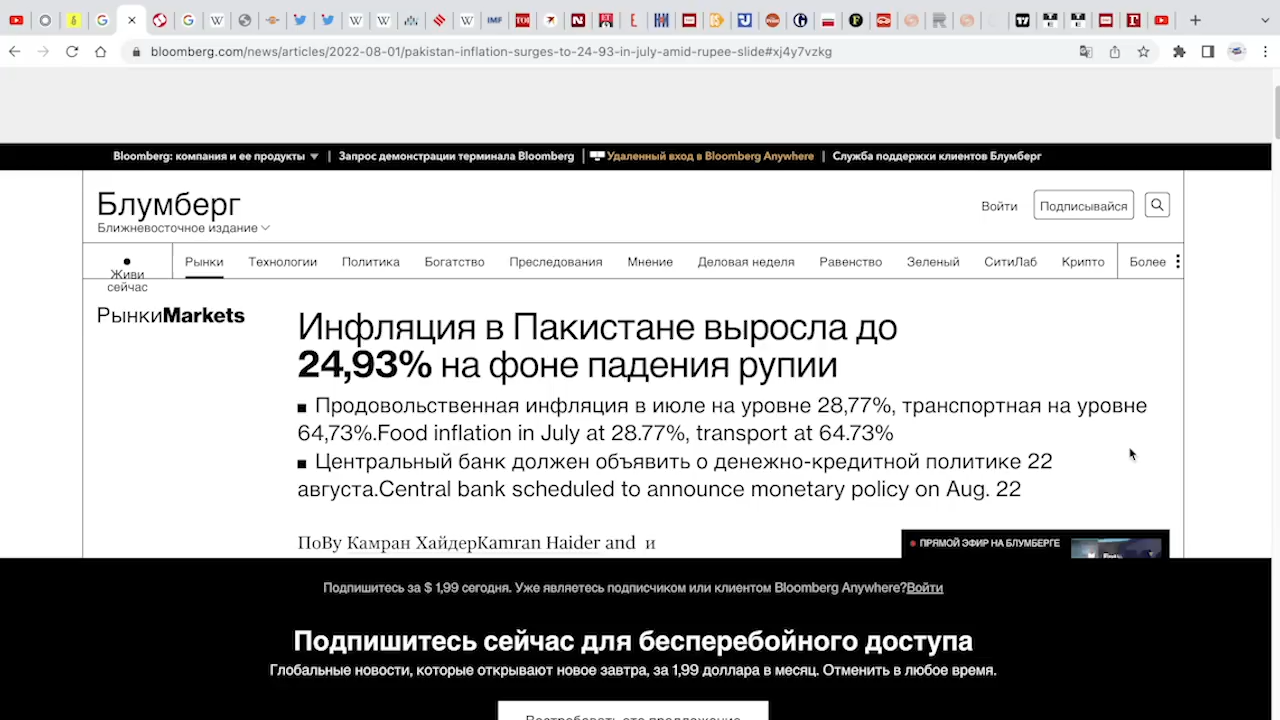 bloomberg.com/news/articles/2022-08-01/pakistan-inflation-surges-to-24-93-in-july-amid-rupee-slide#xj4y7vzkg
Bloomberg: компания и ее продукты ▼ | Запрос демонстрации терминала Bloomberg | Удаленный вход в Bloomberg Anywhere | Служба поддержки клиентов Блумберг
Блумберг
Ближневосточное издание
Войти
Подписывайся
Живи
сейчас
Рынки Технологии Политика Богатство Преследования Мнение Деловая неделя Равенство Зеленый СитиЛаб Крипто Более
РынкиMarkets
Инфляция в Пакистане выросла до
24,93% на фоне падения рупии
■ Продовольственная инфляция в июле на уровне 28,77%, транспортная на уровне
64,73%.Food inflation in July at 28.77%, transport at 64.73%
■ Центральный банк должен объявить о денежно-кредитной политике 22
августа.Central bank scheduled to announce monetary policy on Aug. 22
ПоBy Камран ХайдерKamran Haider and и
ПРЯМОЙ ЭФИР НА БЛУМБЕРГЕ
Подпишитесь за $ 1,99 сегодня. Уже являетесь подписчиком или клиентом Bloomberg Anywhere?Войти
Подпишитесь сейчас для бесперебойного доступа
Глобальные новости, которые открывают новое завтра, за 1,99 доллара в месяц. Отменить в любое время.